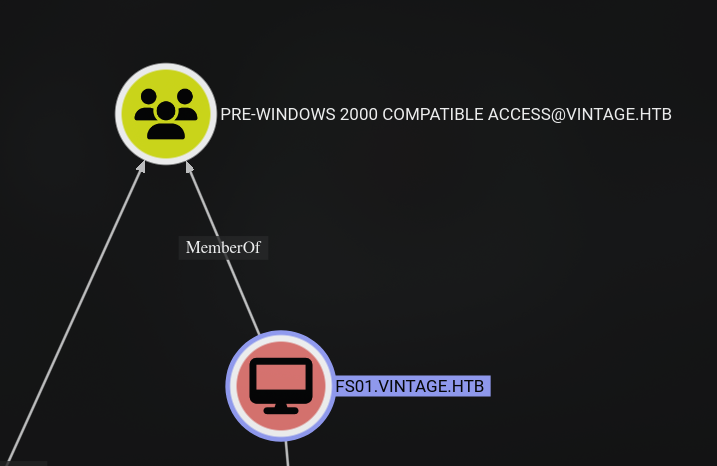 PRE-WINDOWS 2000 COMPATIBLE ACCESS@VINTAGE.HTB
MemberOf
FS01.VINTAGE.HTB